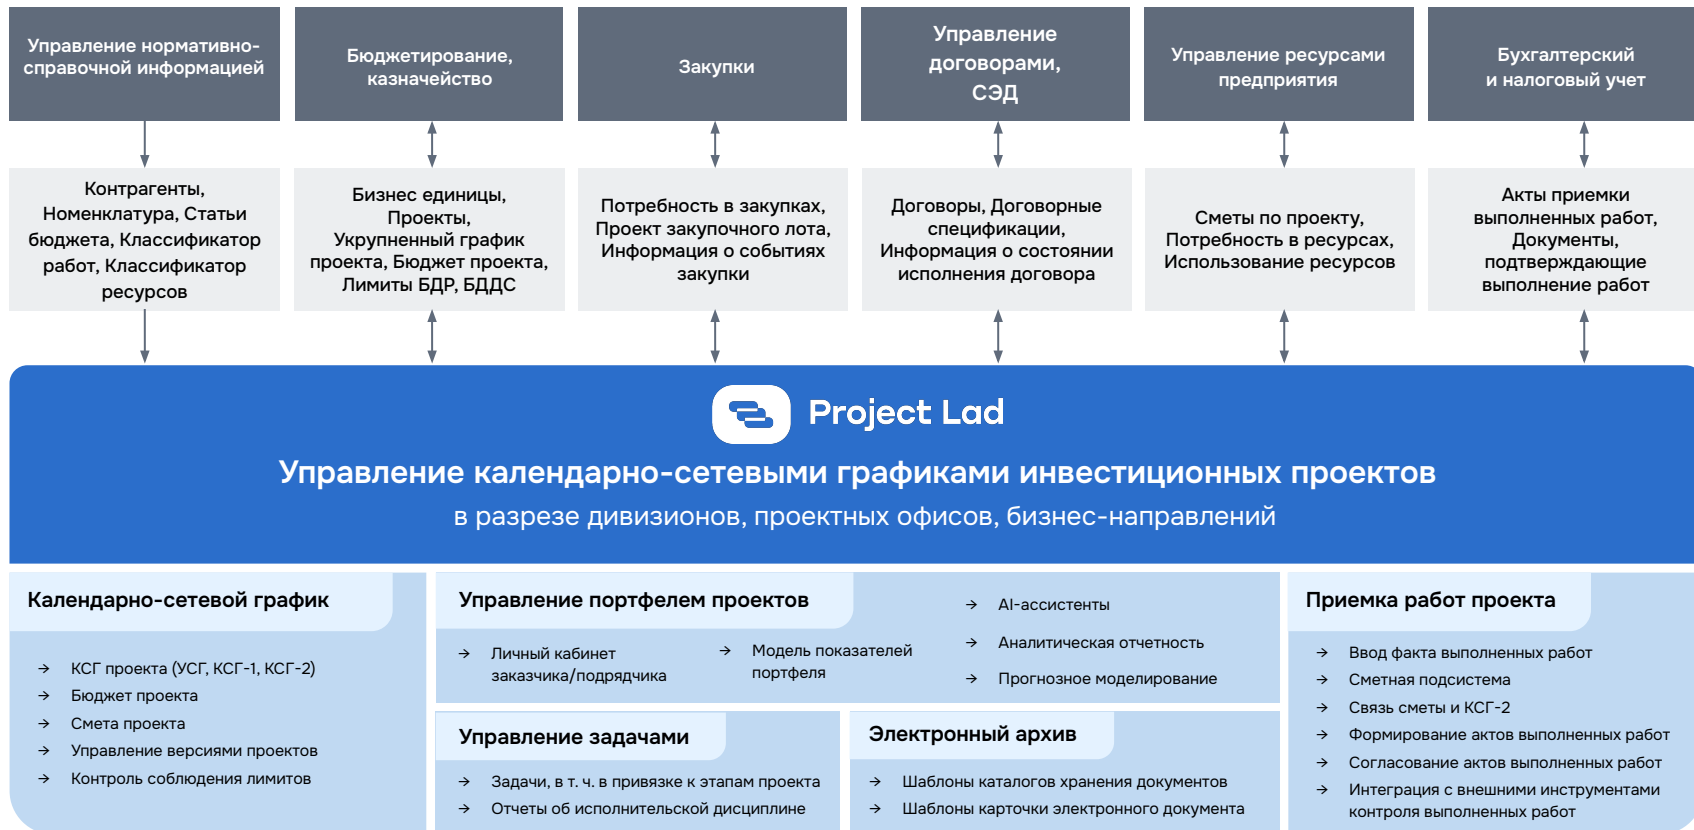 Управление нормативно-
справочной информацией
Бюджетирование,
казначейство
Закупки
Управление
договорами,
СЭД
Управление ресурсами
предприятия
Бухгалтерский
и налоговый учет
Контрагенты,
Номенклатура, Статьи
бюджета, Классификатор
работ, Классификатор
ресурсов
Бизнес единицы,
Проекты,
Укрупненный график
проекта, Бюджет проекта,
Лимиты БДР, БДДС
Потребность в закупках,
Проект закупочного лота,
Информация о событиях
закупки
Договоры, Договорные
спецификации,
Информация о состоянии
исполнения договора
Сметы по проекту,
Потребность в ресурсах,
Использование ресурсов
Акты приемки
выполненных работ,
Документы,
подтверждающие
выполнение работ
Project Lad
Управление календарно-сетевыми графиками инвестиционных проектов
в разрезе дивизионов, проектных офисов, бизнес-направлений
Календарно-сетевой график
→ КСГ проекта (УСГ, КСГ-1, КСГ-2)
→ Бюджет проекта
→ Смета проекта
→ Управление версиями проектов
→ Контроль соблюдения лимитов
Управление портфелем проектов
→ Личный кабинет
заказчика/подрядчика
→ Модель показателей
портфеля
→ AI-ассистенты
→ Аналитическая отчетность
→ Прогнозное моделирование
Управление задачами
→ Задачи, в т. ч. в привязке к этапам проекта
→ Отчеты об исполнительской дисциплине
Электронный архив
→ Шаблоны каталогов хранения документов
→ Шаблоны карточки электронного документа
Приемка работ проекта
→ Ввод факта выполненных работ
→ Сметная подсистема
→ Связь сметы и КСГ-2
→ Формирование актов выполненных работ
→ Согласование актов выполненных работ
→ Интеграция с внешними инструментами
контроля выполненных работ